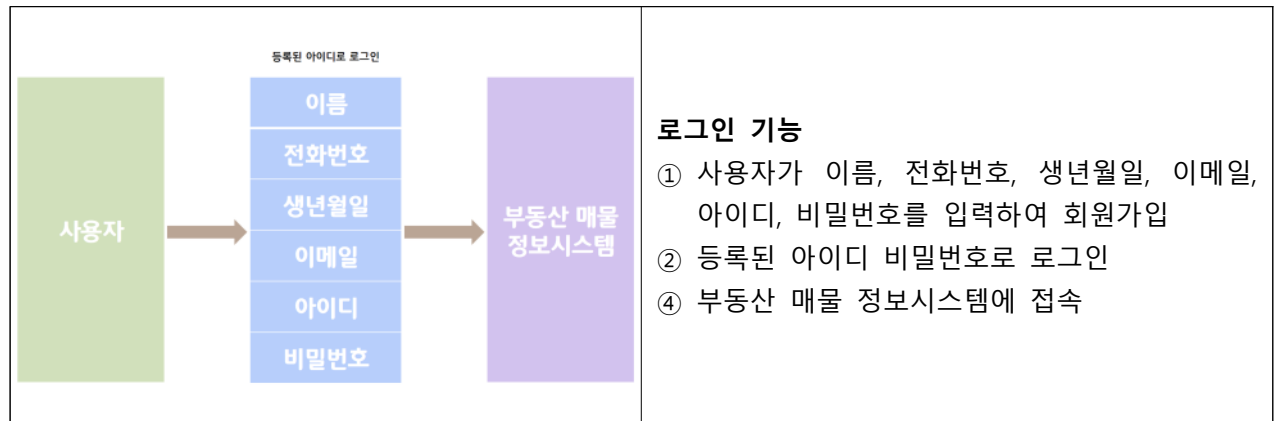 등록된 아이디로 로그인
사용자
이름
전화번호
생년월일
이메일
아이디
비밀번호
부동산 매물
정보시스템
로그인 기능
① 사용자가 이름, 전화번호, 생년월일, 이메일,
아이디, 비밀번호를 입력하여 회원가입
② 등록된 아이디 비밀번호로 로그인
④ 부동산 매물 정보시스템에 접속